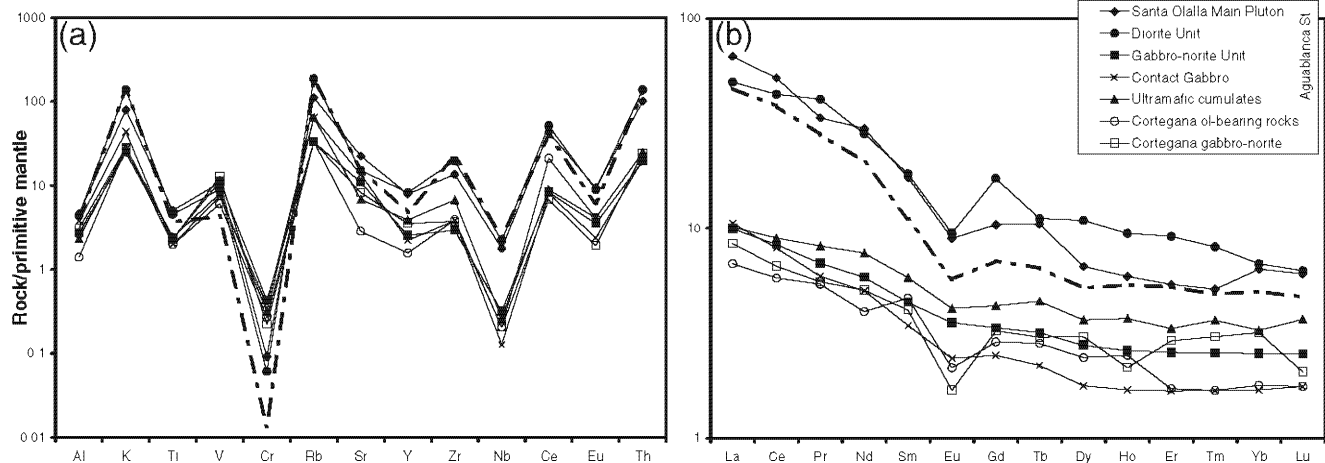 (a)
Rock/primitive mantle
1000
100
10
1
0 1
0 01
Al K Ti V Cr Rb Sr Y Zr Nb Ce Eu Th
(b)
100
10
1
La Ce Pr Nd Sm Eu Gd Tb Dy Ho Er Tm Yb Lu
Santa Olalla Main Pluton
Diorite Unit
Gabbro-norite Unit
Contact Gabbro
Ultramafic cumulates
Cortegana ol-bearing rocks
Cortegana gabbro-norite
Aguablanca St